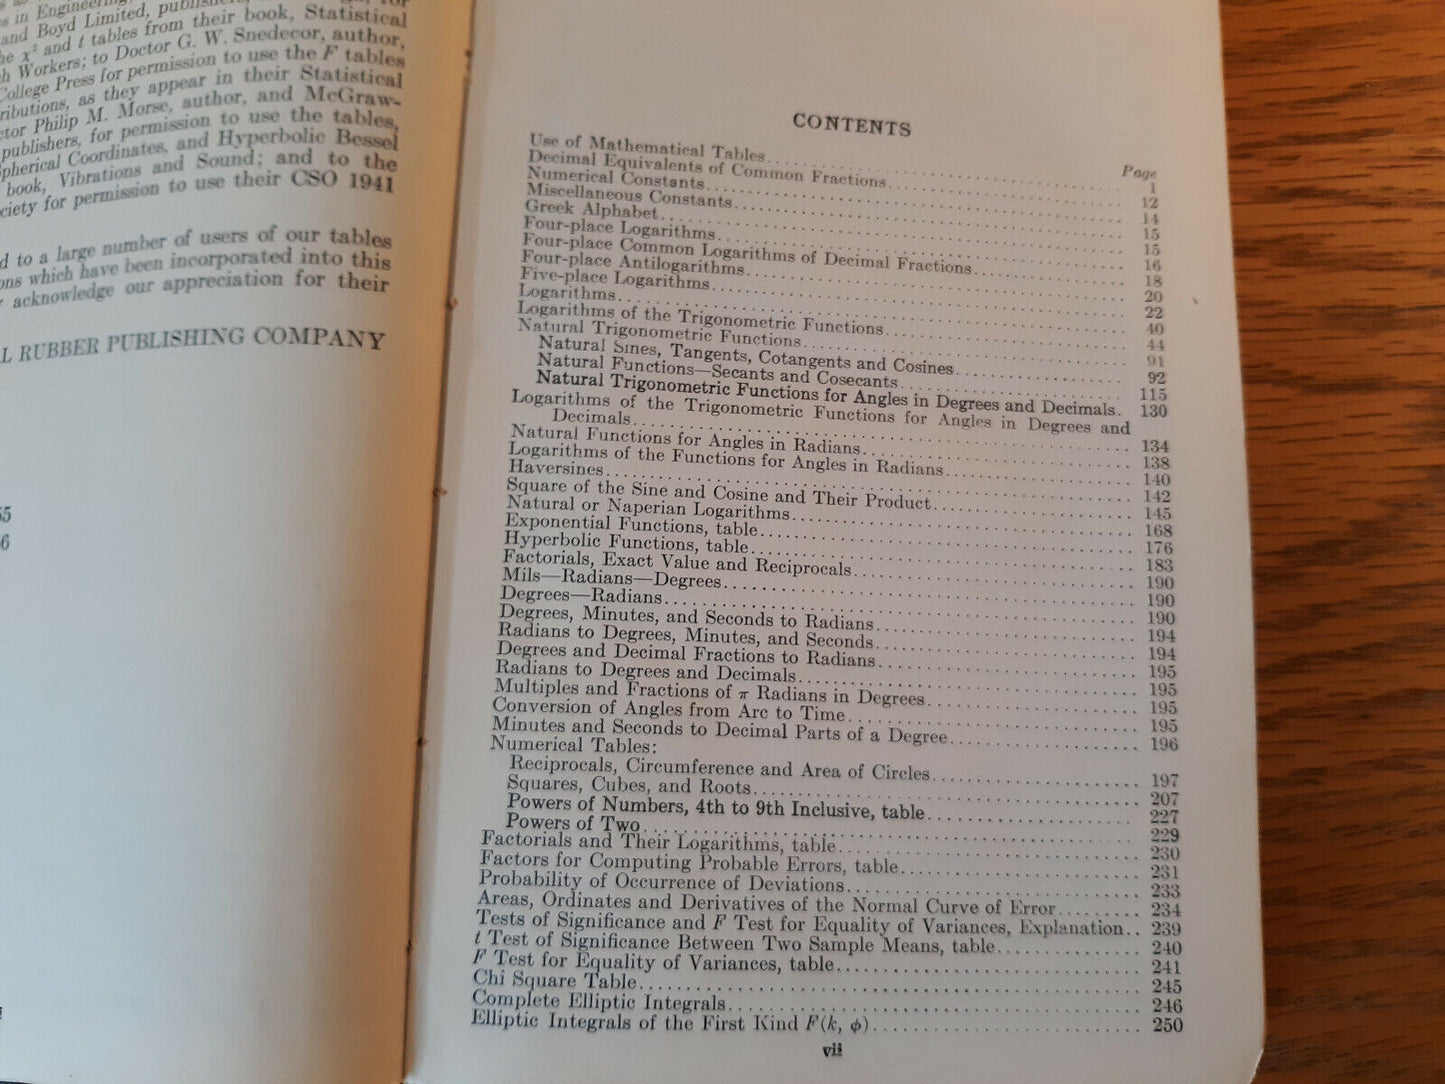 s in Engineering,
and Boyd Limited, publishers,
he χ² and t tables from their book, Statistical
h Workers; to Doctor G. W. Snedecor, author,
College Press for permission to use the F tables
ributions, as they appear in their Statistical
tor Philip M. Morse, author, and McGraw-
publishers, for permission to use the tables,
pherical Coordinates, and Hyperbolic Bessel
book, Vibrations and Sound; and to the
ciety for permission to use their CSO 1941
d to a large number of users of our tables
ons which have been incorporated into this
y acknowledge our appreciation for their
L RUBBER PUBLISHING COMPANY
55
6
CONTENTS
Page
Use of Mathematical Tables 1
Decimal Equivalents of Common Fractions 12
Numerical Constants 14
Miscellaneous Constants 15
Greek Alphabet 15
Four-place Logarithms 16
Four-place Common Logarithms of Decimal Fractions 18
Four-place Antilogarithms 20
Five-place Logarithms 22
Logarithms 40
Logarithms of the Trigonometric Functions 44
Natural Trigonometric Functions 91
Natural Sines, Tangents, Cotangents and Cosines 92
Natural Functions—Secants and Cosecants 115
Natural Trigonometric Functions for Angles in Degrees and Decimals. 130
Logarithms of the Trigonometric Functions for Angles in Degrees and
Decimals 134
Natural Functions for Angles in Radians 138
Logarithms of the Functions for Angles in Radians 140
Haversines 142
Square of the Sine and Cosine and Their Product 145
Natural or Naperian Logarithms 168
Exponential Functions, table 176
Hyperbolic Functions, table 183
Factorials, Exact Value and Reciprocals 190
Mils—Radians—Degrees 190
Degrees—Radians 190
Degrees, Minutes, and Seconds to Radians 194
Radians to Degrees, Minutes, and Seconds 194
Degrees and Decimal Fractions to Radians 195
Radians to Degrees and Decimals 195
Multiples and Fractions of π Radians in Degrees 195
Conversion of Angles from Arc to Time 195
Minutes and Seconds to Decimal Parts of a Degree 196
Numerical Tables:
Reciprocals, Circumference and Area of Circles 197
Squares, Cubes, and Roots 207
Powers of Numbers, 4th to 9th Inclusive, table 227
Powers of Two 229
Factorials and Their Logarithms, table 230
Factors for Computing Probable Errors, table 231
Probability of Occurrence of Deviations 233
Areas, Ordinates and Derivatives of the Normal Curve of Error 234
Tests of Significance and F Test for Equality of Variances, Explanation 239
t Test of Significance Between Two Sample Means, table 240
F Test for Equality of Variances, table 241
Chi Square Table 245
Complete Elliptic Integrals 246
Elliptic Integrals of the First Kind F(k, φ) 250
vii